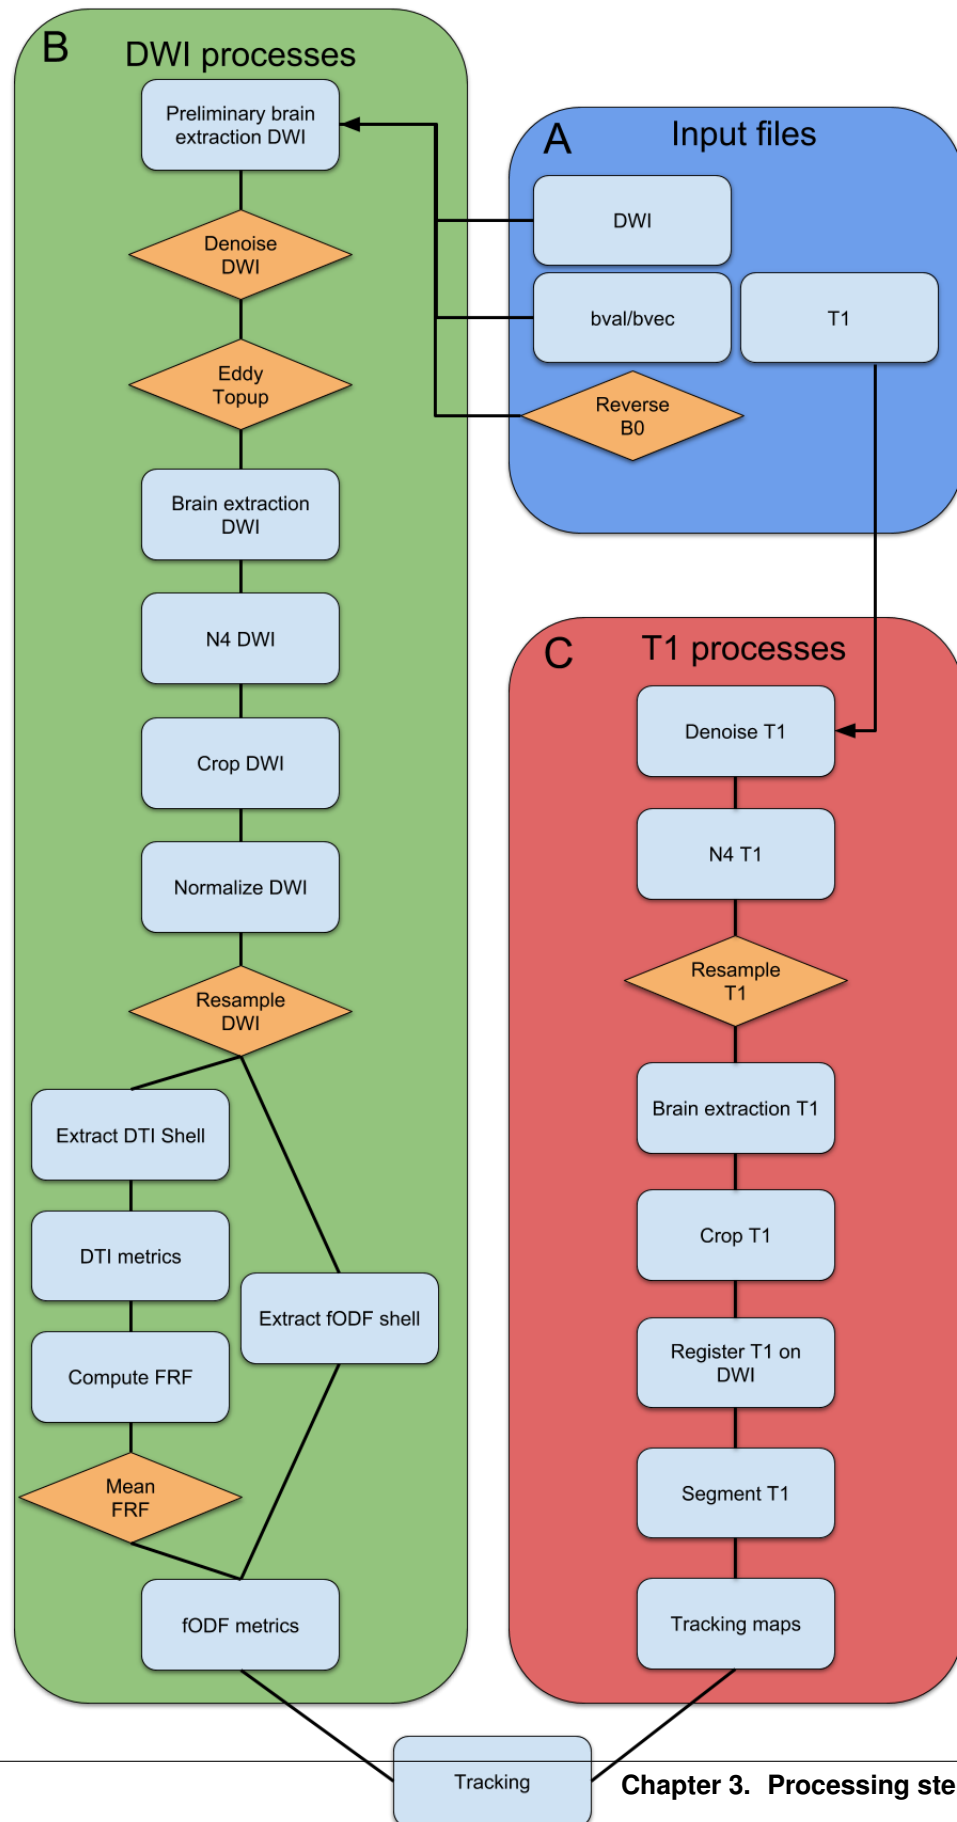 B
DWI processes
Preliminary brain
extraction DWI
Denoise
DWI
Eddy
Topup
Brain extraction
DWI
N4 DWI
Crop DWI
Normalize DWI
Resample
DWI
Extract DTI Shell
DTI metrics
Compute FRF
Mean
FRF
Extract fODF shell
fODF metrics
A
Input files
DWI
bval/bvec
T1
Reverse
B0
C
T1 processes
Denoise T1
N4 T1
Resample
T1
Brain extraction T1
Crop T1
Register T1 on
DWI
Segment T1
Tracking maps
Tracking
Chapter 3. Processing ste